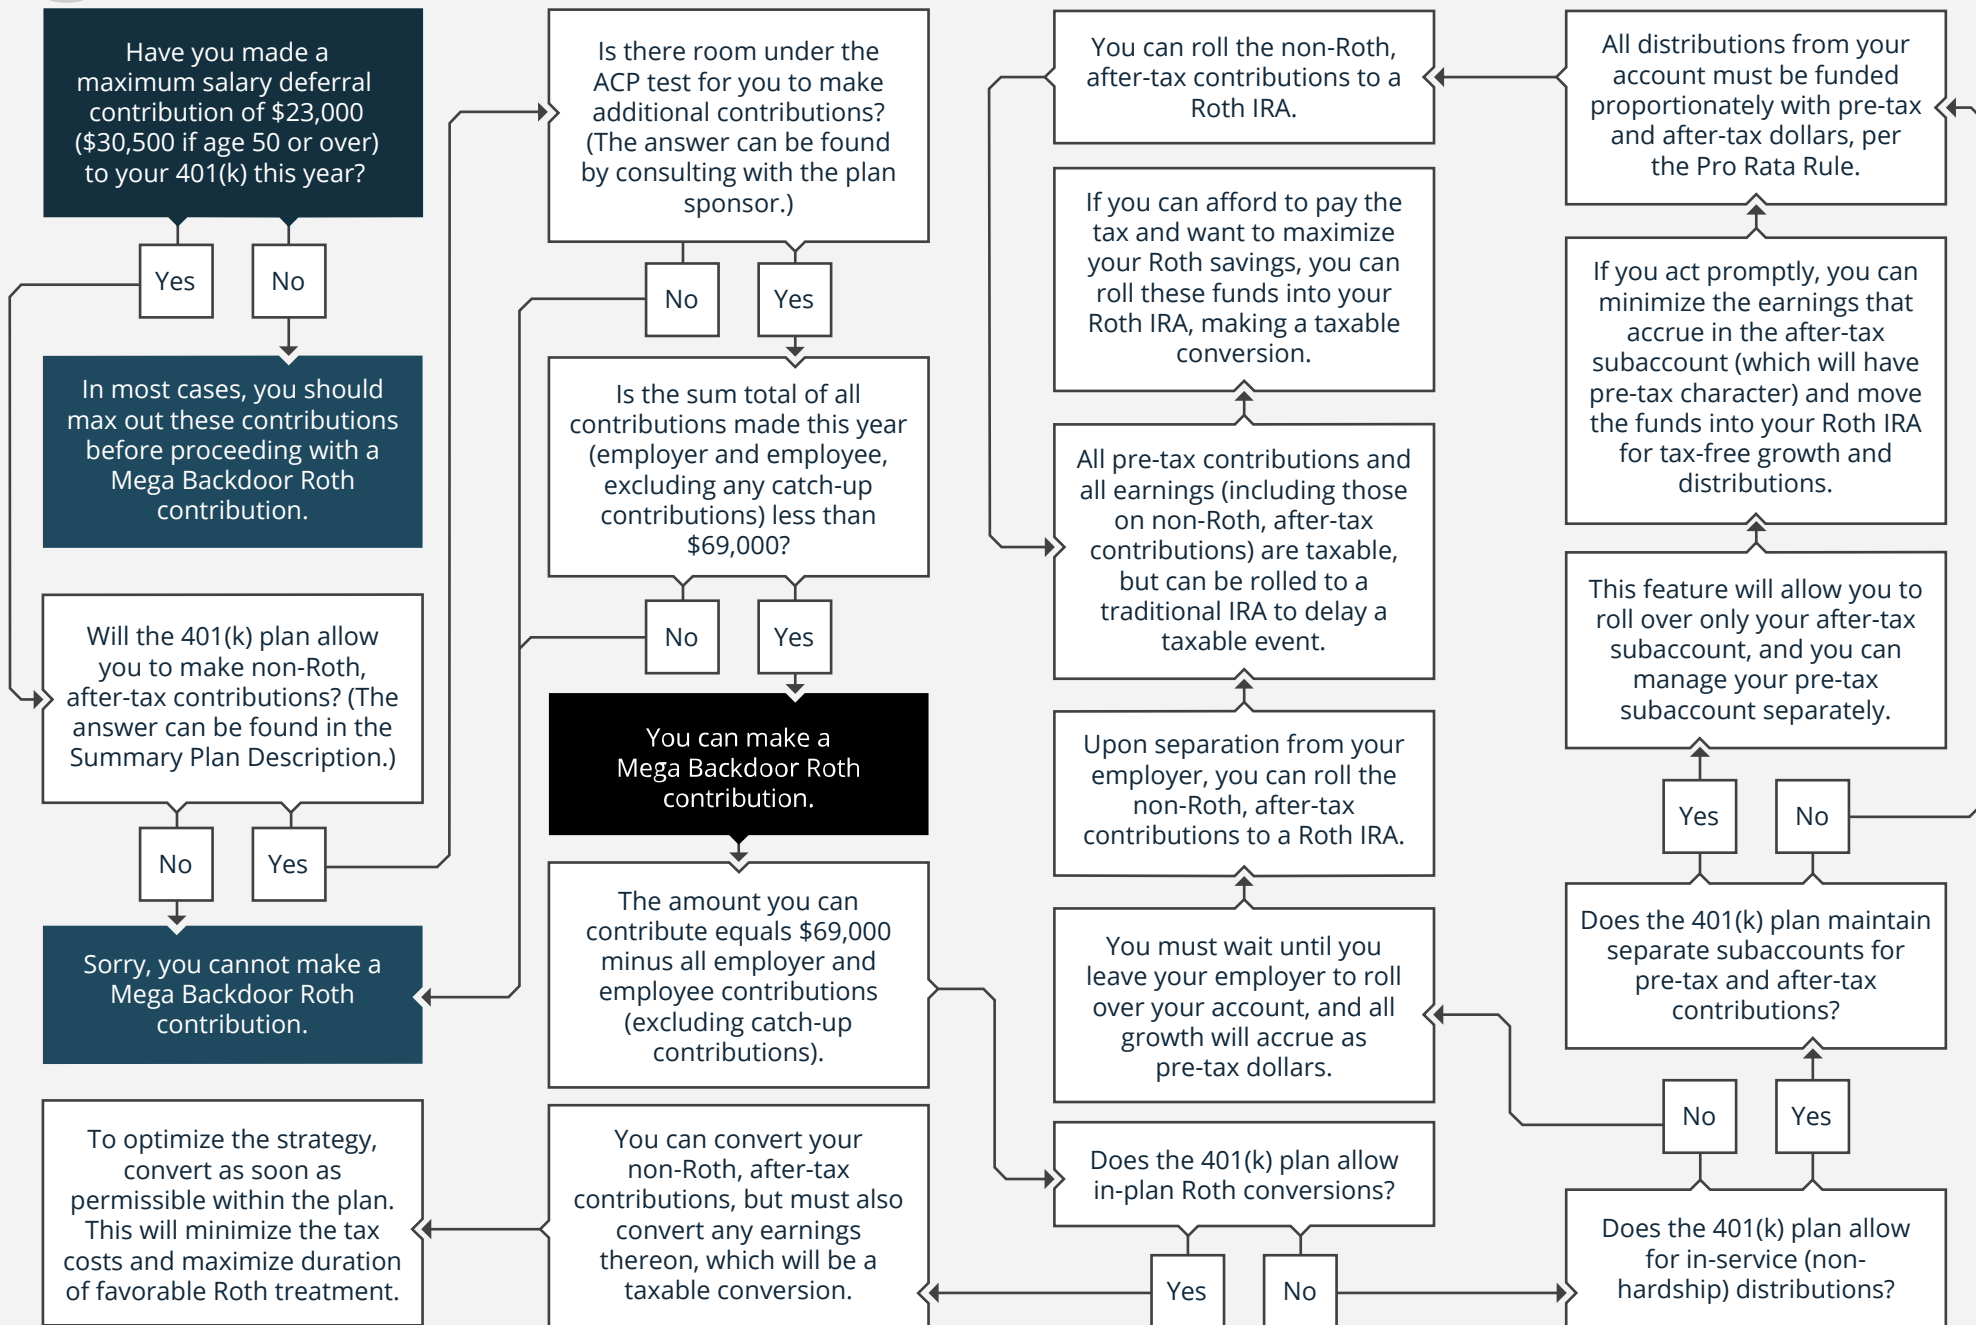 Have you made a
maximum salary deferral
contribution of $23,000
($30,500 if age 50 or over)
to your 401(k) this year?
Yes
No
In most cases, you should
max out these contributions
before proceeding with a
Mega Backdoor Roth
contribution.
Will the 401(k) plan allow
you to make non-Roth,
after-tax contributions? (The
answer can be found in the
Summary Plan Description.)
No
Yes
Sorry, you cannot make a
Mega Backdoor Roth
contribution.
To optimize the strategy,
convert as soon as
permissible within the plan.
This will minimize the tax
costs and maximize duration
of favorable Roth treatment.
Is there room under the
ACP test for you to make
additional contributions?
(The answer can be found
by consulting with the plan
sponsor.)
No
Yes
Is the sum total of all
contributions made this year
(employer and employee,
excluding any catch-up
contributions) less than
$69,000?
No
Yes
You can make a
Mega Backdoor Roth
contribution.
The amount you can
contribute equals $69,000
minus all employer and
employee contributions
(excluding catch-up
contributions).
You can convert your
non-Roth, after-tax
contributions, but must also
convert any earnings
thereon, which will be a
taxable conversion.
You can roll the non-Roth,
after-tax contributions to a
Roth IRA.
If you can afford to pay the
tax and want to maximize
your Roth savings, you can
roll these funds into your
Roth IRA, making a taxable
conversion.
All pre-tax contributions and
all earnings (including those
on non-Roth, after-tax
contributions) are taxable,
but can be rolled to a
traditional IRA to delay a
taxable event.
Upon separation from your
employer, you can roll the
non-Roth, after-tax
contributions to a Roth IRA.
You must wait until you
leave your employer to roll
over your account, and all
growth will accrue as
pre-tax dollars.
Does the 401(k) plan allow
in-plan Roth conversions?
Yes
No
All distributions from your
account must be funded
proportionately with pre-tax
and after-tax dollars, per
the Pro Rata Rule.
If you act promptly, you can
minimize the earnings that
accrue in the after-tax
subaccount (which will have
pre-tax character) and move
the funds into your Roth IRA
for tax-free growth and
distributions.
This feature will allow you to
roll over only your after-tax
subaccount, and you can
manage your pre-tax
subaccount separately.
Yes
No
Does the 401(k) plan maintain
separate subaccounts for
pre-tax and after-tax
contributions?
No
Yes
Does the 401(k) plan allow
for in-service (non-
hardship) distributions?